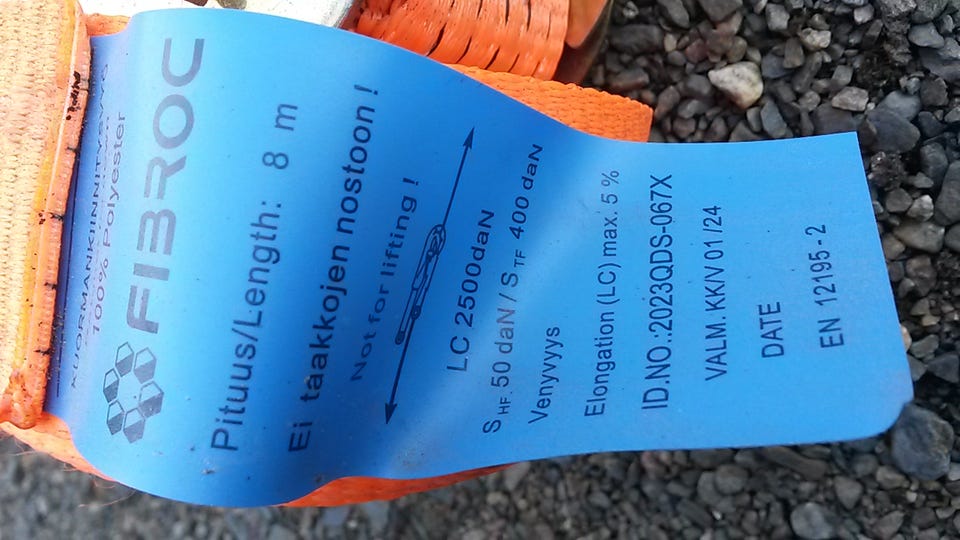 KUORMANKIINNITYS
100% Polyester
FIBROC
Pituus/Length: 8 m
Ei taakkojen nostoon!
Not for lifting!
LC 2500daN
SHF. 50 daN / STF 400 daN
Venyvyys
Elongation (LC) max. 5 %
ID.NO.:2023QDS-067X
VALM. KK/V 01/24
DATE
EN 12195-2